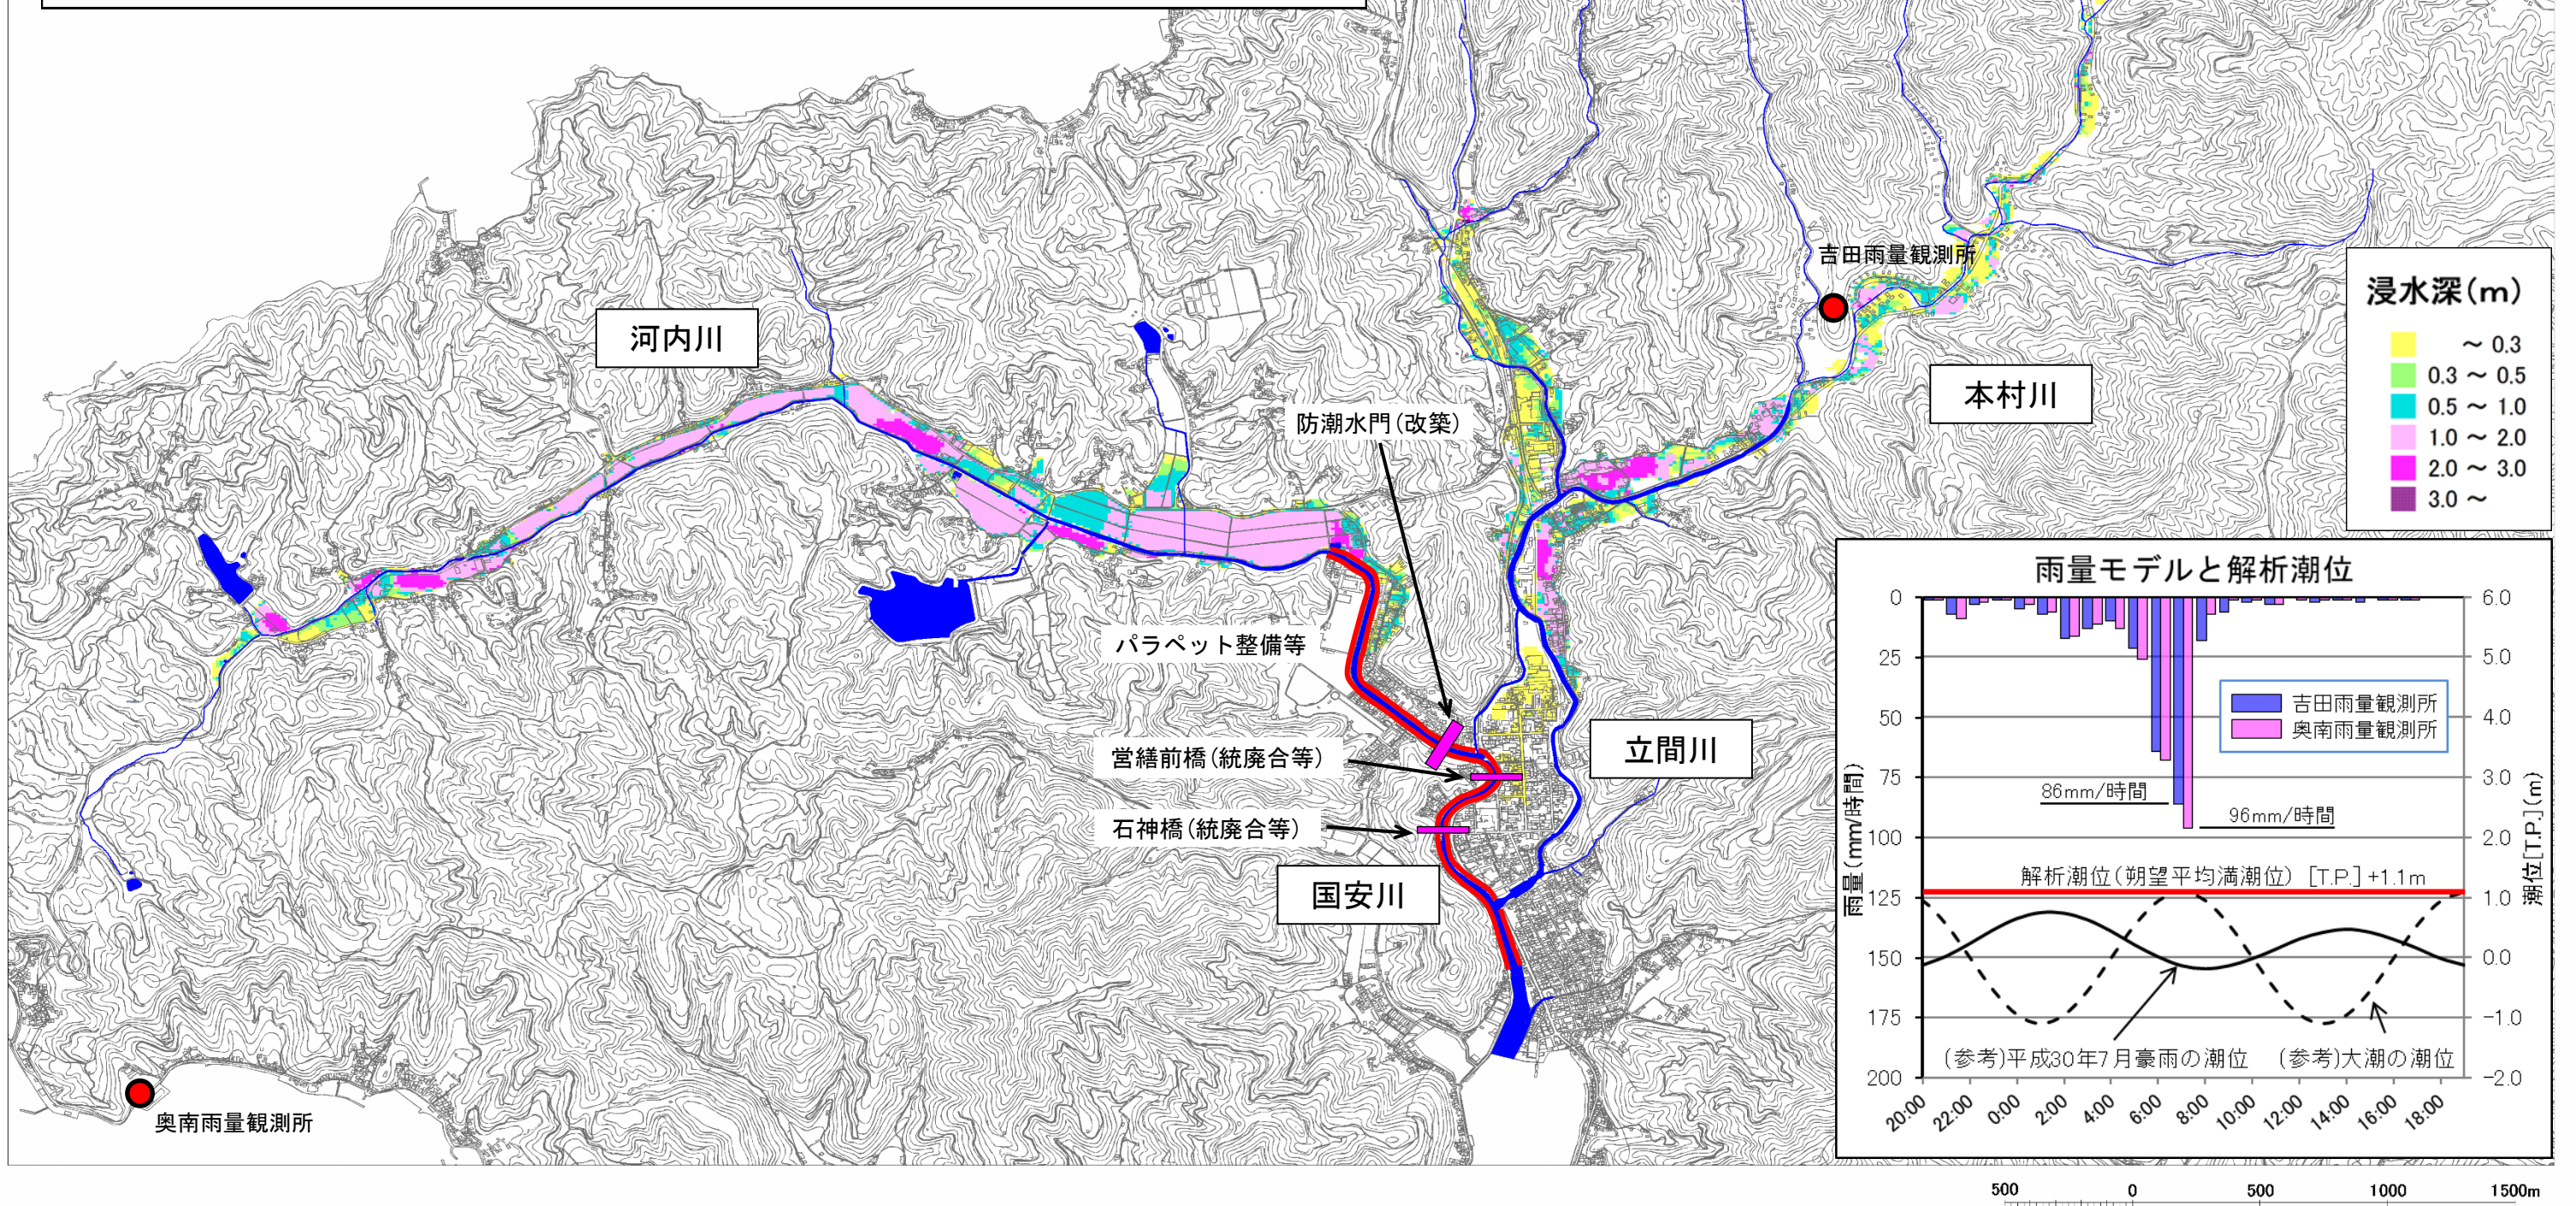 吉田雨量観測所
河内川
本村川
防潮水門(改築)
パラペット整備等
営繕前橋(統廃合等)
立間川
石神橋(統廃合等)
国安川
奥南雨量観測所
浸水深(m)
～ 0.3
0.3 ～ 0.5
0.5 ～ 1.0
1.0 ～ 2.0
2.0 ～ 3.0
3.0 ～
雨量モデルと解析潮位
0
25
50
75
100
125
150
175
200
雨量(mm/時間)
6.0
5.0
4.0
3.0
2.0
1.0
0.0
-1.0
-2.0
潮位[T.P.](m)
吉田雨量観測所
奥南雨量観測所
86mm/時間
96mm/時間
解析潮位(朔望平均満潮位) [T.P.]+1.1m
(参考)平成30年7月豪雨の潮位
(参考)大潮の潮位
20:00
22:00
0:00
2:00
4:00
6:00
8:00
10:00
12:00
14:00
16:00
18:00
500 0 500 1000 1500m